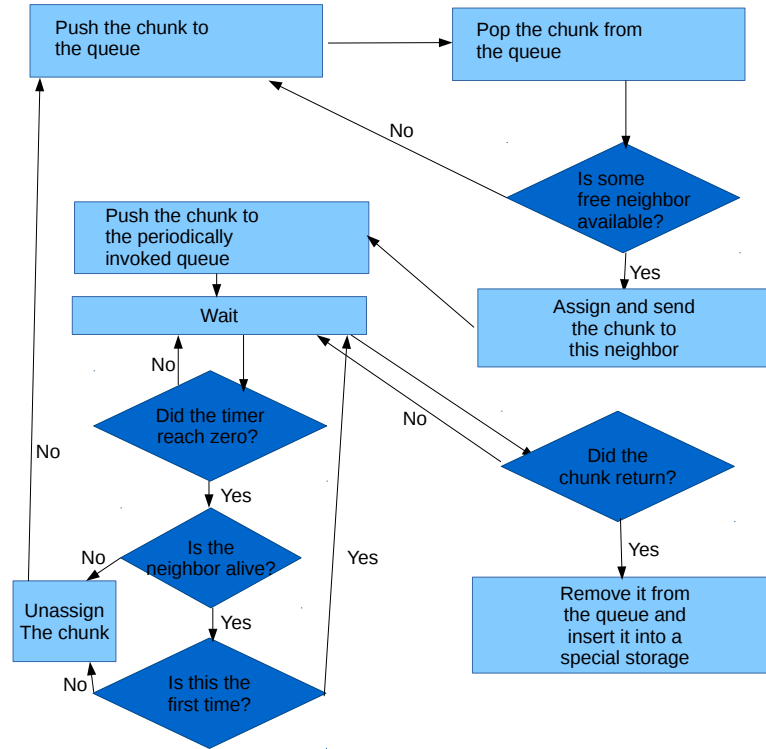 Push the chunk to
the queue
Pop the chunk from
the queue
No
Is some
free neighbor
available?
Push the chunk to
the periodically
invoked queue
Yes
Wait
Assign and send
the chunk to
this neighbor
No
Did the timer
reach zero?
No
Did the
chunk return?
No
Yes
Is the
neighbor alive?
No
Yes
Yes
Unassign
The chunk
Yes
Remove it from
the queue and
insert it into a
special storage
No
Is this the
first time?